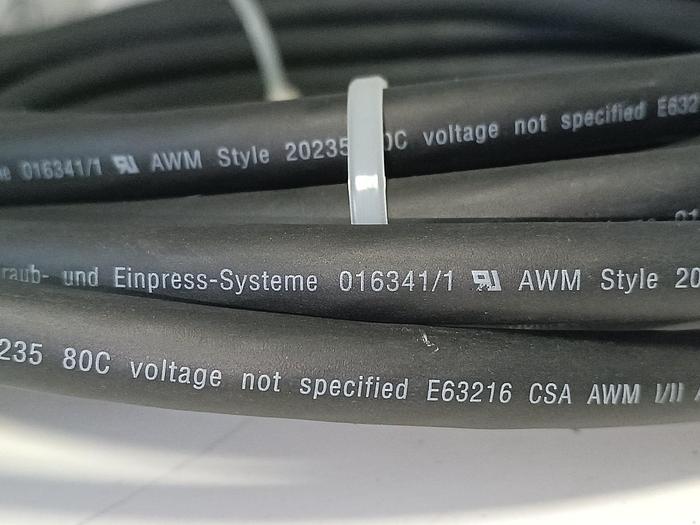 016341/1 AWM Style 20235 0C voltage not specified E632
raub- und Einpress-Systeme 016341/1 AWM Style 20
235 80C voltage not specified E63216 CSA AWM I/II